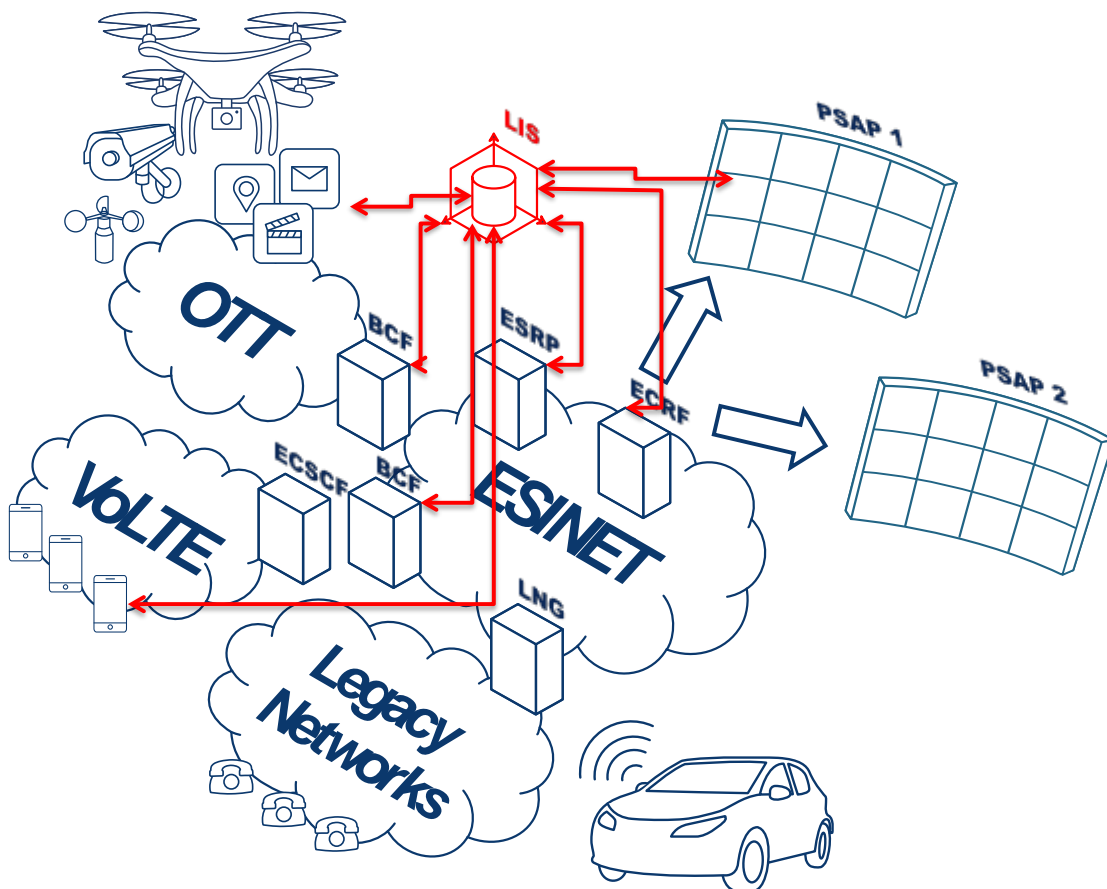 LIS
PSAP 1
OTT
BCF
ESRP
ECRF
PSAP 2
VoLTE
ECSCF
BCF
ESINET
LNG
Legacy
Networks